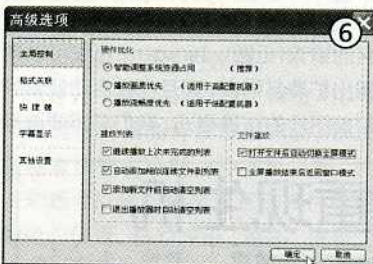 高级选项
⑥
全局控制
格式关联
快捷键
字幕显示
其他设置
硬件优化
智能调整系统资源占用 （推荐）
播放画质优先 （适用于高配置机器）
播放流畅度优先 （适用于低配置机器）
播放列表
继续播放上次未完成的列表
自动添加相似连续文件到列表
添加新文件前自动清空列表
退出播放器时自动清空列表
文件播放
打开文件后自动切换全屏模式
全屏播放结束后返回窗口模式
确定
取消